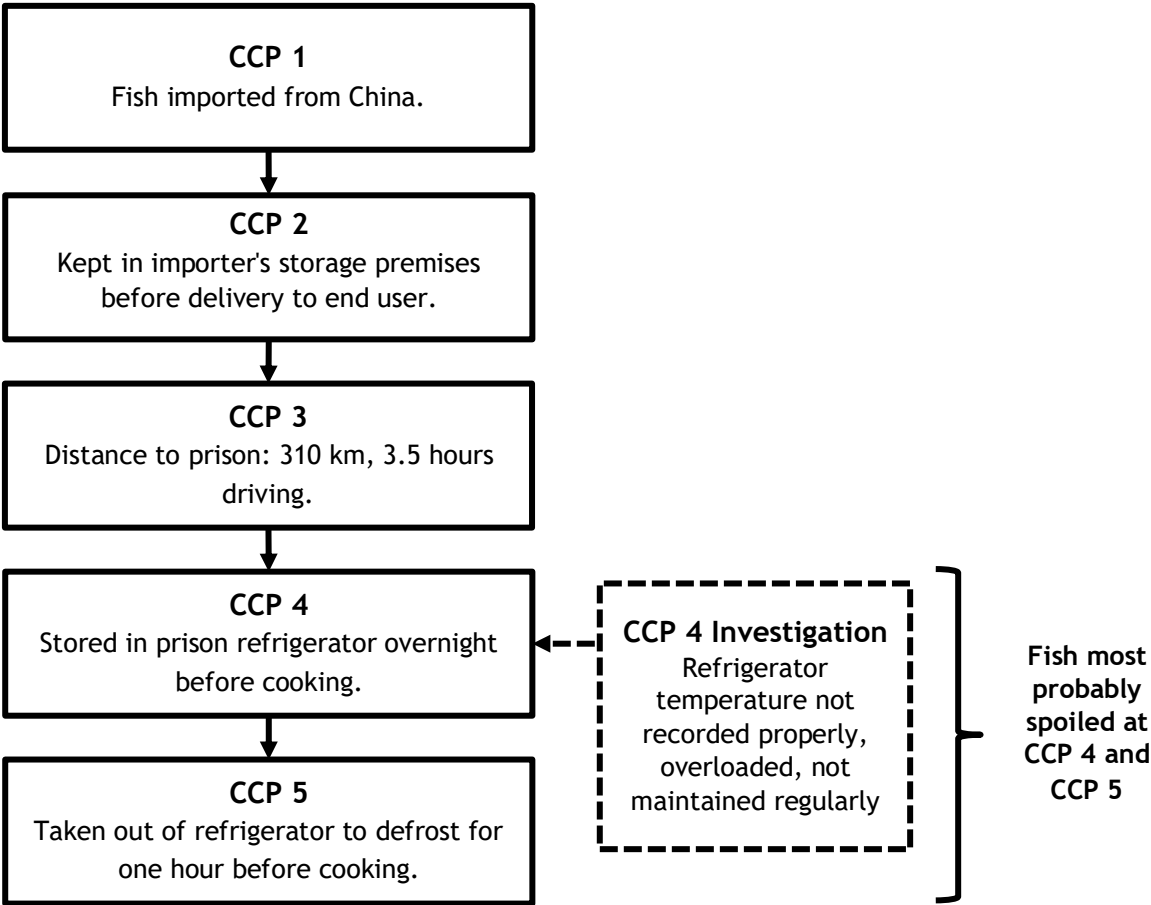 CCP 1
Fish imported from China.
CCP 2
Kept in importer's storage premises
before delivery to end user.
CCP 3
Distance to prison: 310 km, 3.5 hours
driving.
CCP 4
Stored in prison refrigerator overnight
before cooking.
CCP 5
Taken out of refrigerator to defrost for
one hour before cooking.
CCP 4 Investigation
Refrigerator
temperature not
recorded properly,
overloaded, not
maintained regularly
Fish most
probably
spoiled at
CCP 4 and
CCP 5